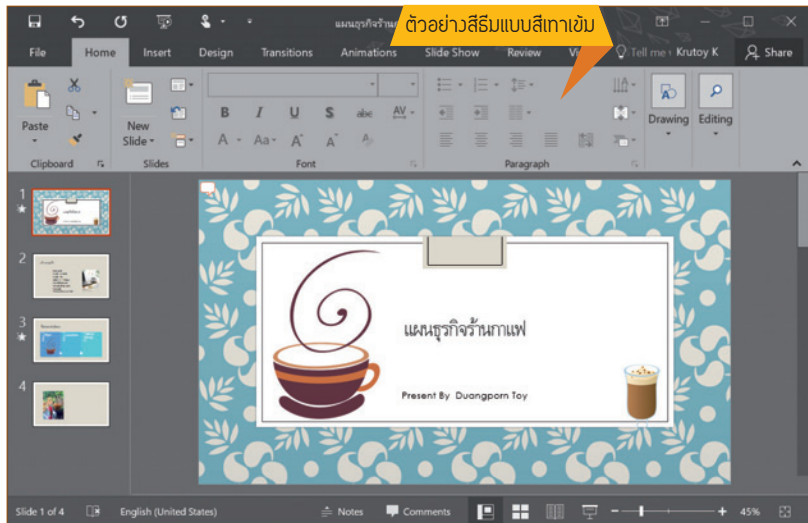 แผนธุรกิจร้านก
ตัวอย่างสีธีมแบบสีเทาเข้ม
File Home Insert Design Transitions Animations Slide Show Review Vi Tell me Krutoy K Share
Paste
New
Slide
B I U S abc AV
A Aa A A A
Drawing Editing
Clipboard Slides Font Paragraph
1
2
3
4
แผนธุรกิจร้านกาแฟ
Present By Duangporn Toy
Slide 1 of 4 English (United States) Notes Comments 45%